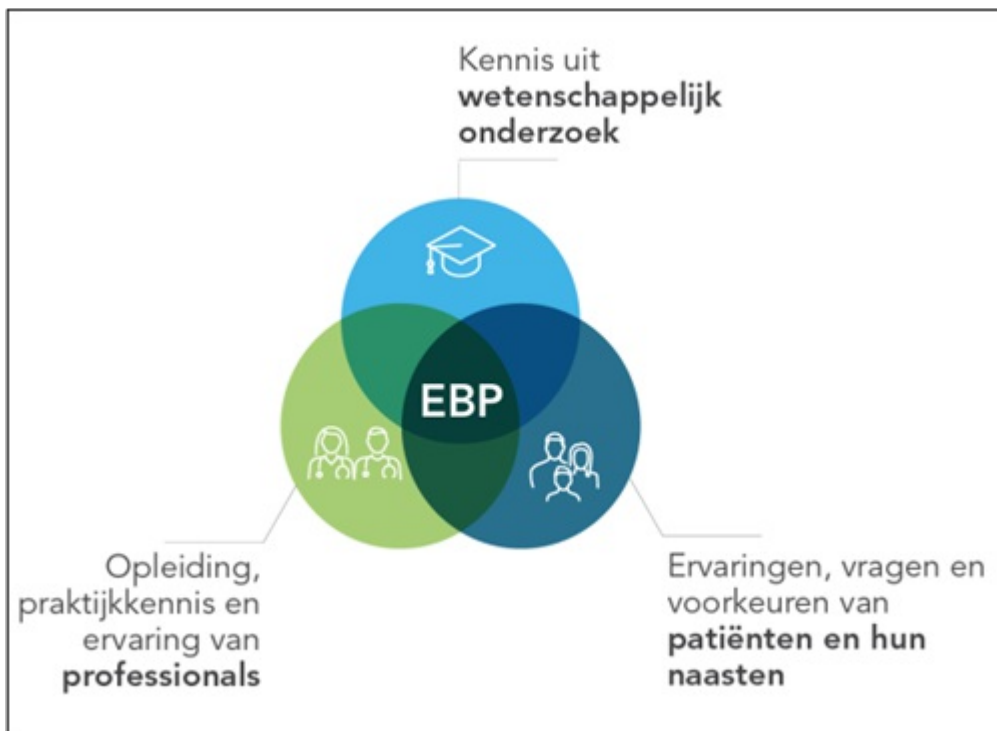 Kennis uit
wetenschappelijk
onderzoek
EBP
Opleiding,
praktijkkennis en
ervaring van
professionals
Ervaringen, vragen en
voorkeuren van
patiënten en hun
naasten